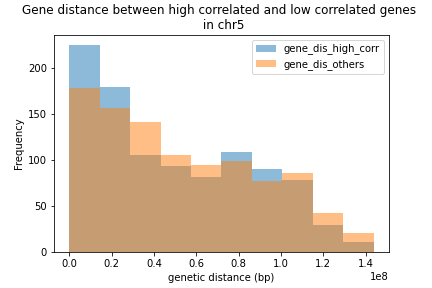 Gene distance between high correlated and low correlated genes
in chr5
gene_dis_high_corr
gene_dis_others
Frequency
200
150
100
50
0
0.0 0.2 0.4 0.6 0.8 1.0 1.2 1.4
1e8
genetic distance (bp)